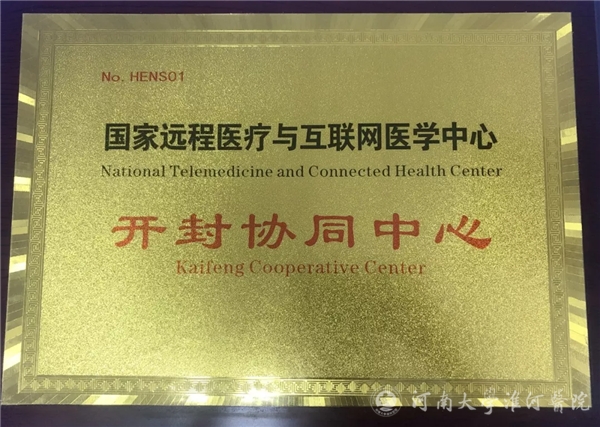 No. HENS01
国家远程医疗与互联网医学中心
National Telemedicine and Connected Health Center
开封协同中心
Kaifeng Cooperative Center
河南大学淮河醫院